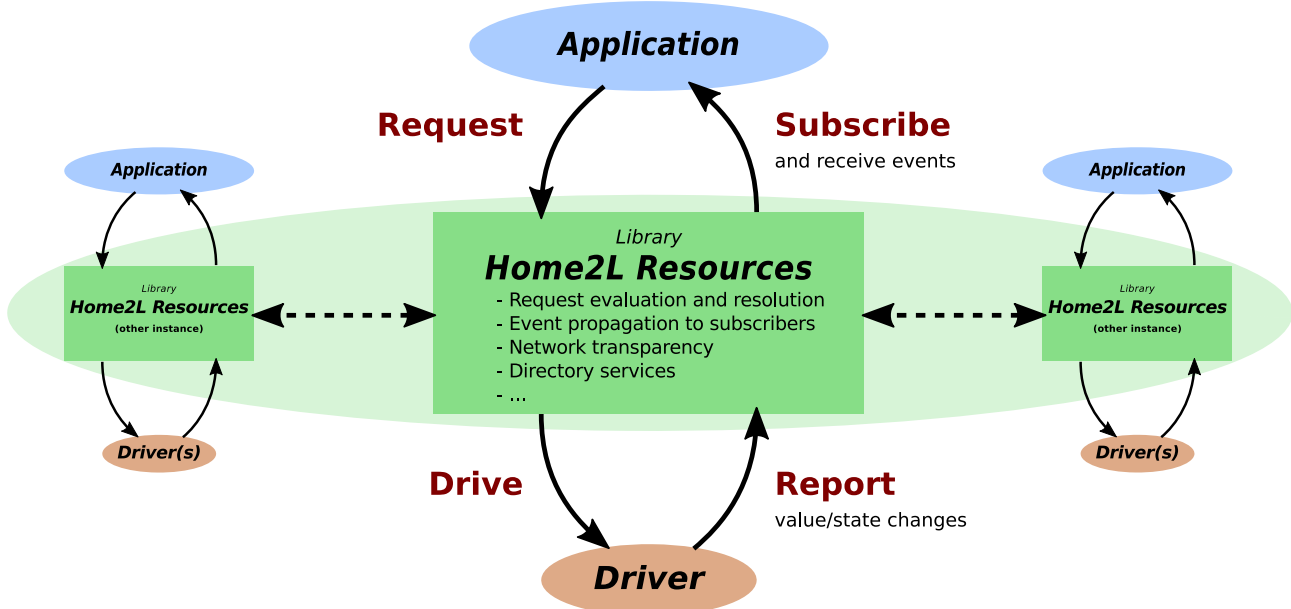 Application
Request
Subscribe
and receive events
Application
Application
Library
Home2L Resources
- Request evaluation and resolution
- Event propagation to subscribers
- Network transparency
- Directory services
- ...
Library
Home2L Resources
(other instance)
Library
Home2L Resources
(other instance)
Driver(s)
Driver(s)
Drive
Report
value/state changes
Driver